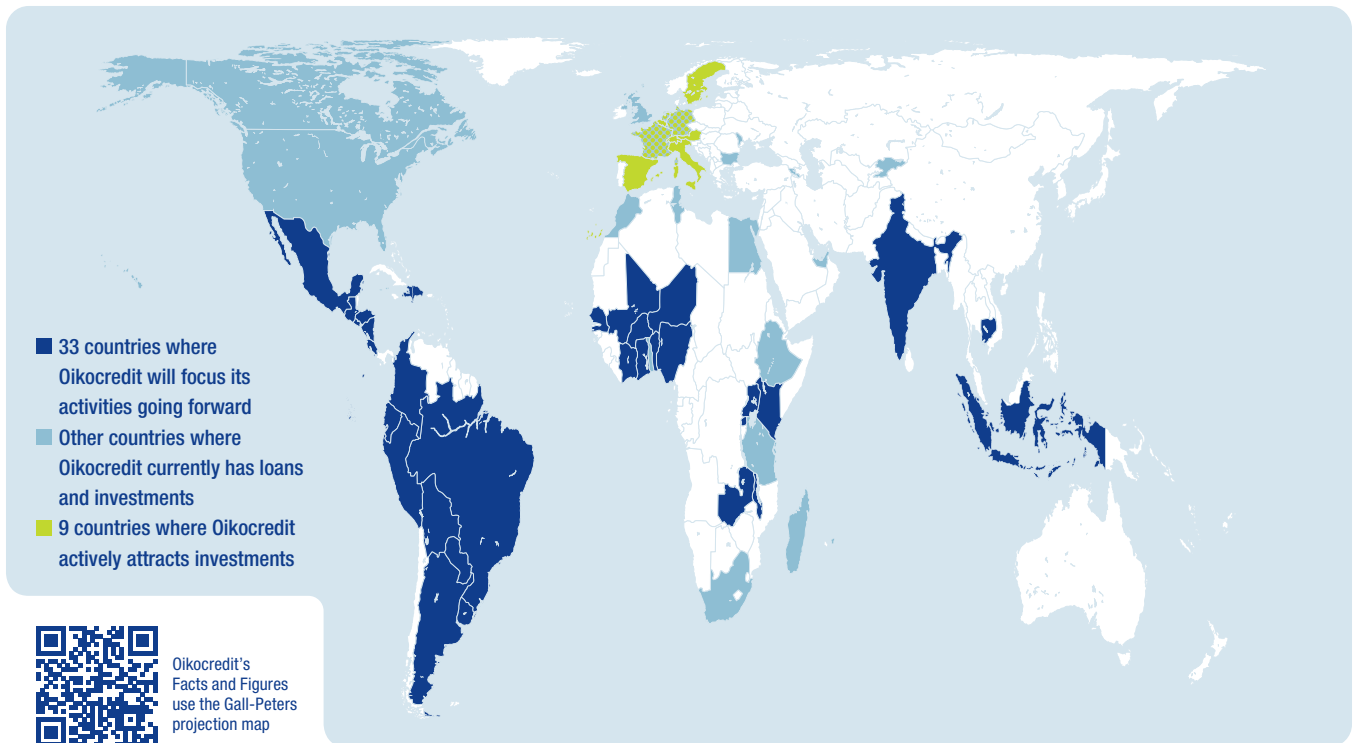 33 countries where
Oikocredit will focus its
activities going forward
Other countries where
Oikocredit currently has loans
and investments
9 countries where Oikocredit
actively attracts investments
Oikocredit's
Facts and Figures
use the Gall-Peters
projection map